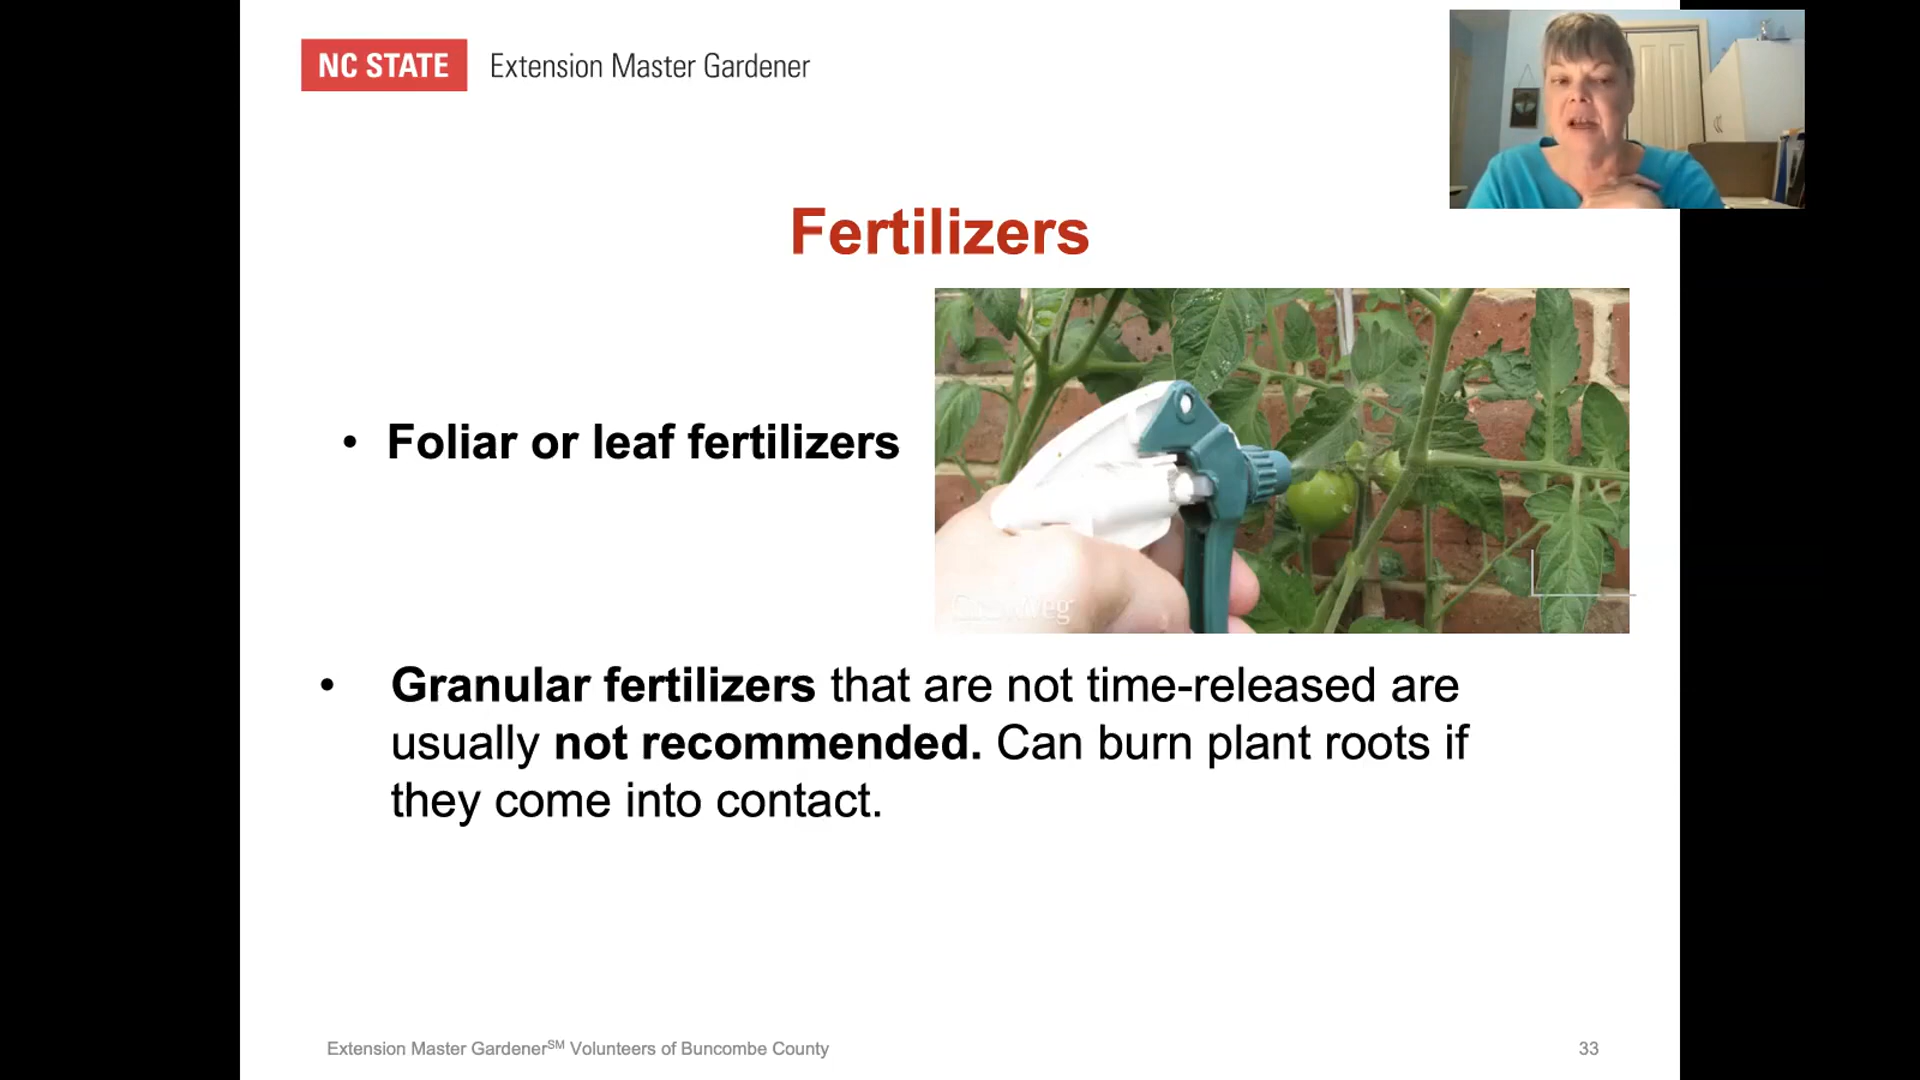 NC STATE Extension Master Gardener
Fertilizers
• Foliar or leaf fertilizers
GrowVeg
• Granular fertilizers that are not time-released are
usually not recommended. Can burn plant roots if
they come into contact.
Extension Master Gardener℠ Volunteers of Buncombe County 33